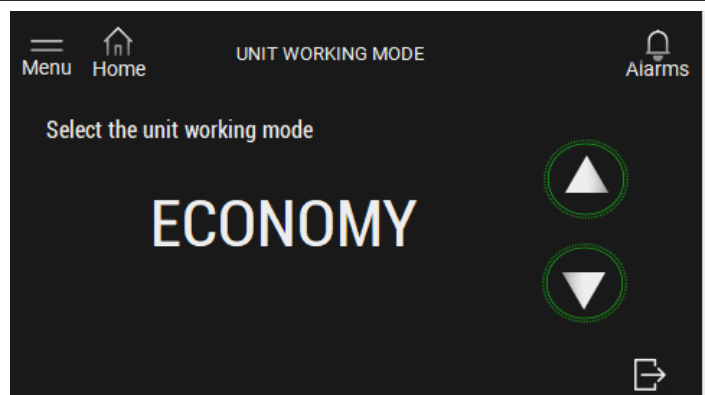 UNIT WORKING MODE
Menu Home Alarms
Select the unit working mode
ECONOMY